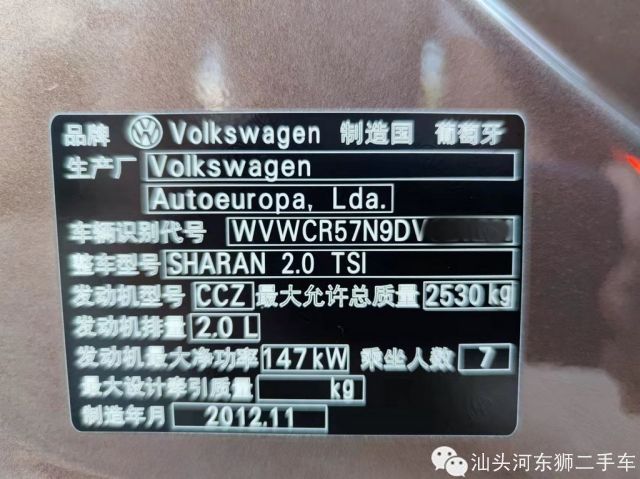 品牌 Volkswagen 制造国 葡萄牙
生产厂 Volkswagen
Autoeuropa, Lda.
车辆识别代号 WVWCR57N9DV
整车型号 SHARAN 2.0 TSI
发动机型号 CCZ 最大允许总质量 2530 kg
发动机排量 2.0 L
发动机最大净功率 147 kW 乘坐人数 7
最大设计牵引质量 kg
制造年月 2012.11
汕头河东狮二手车